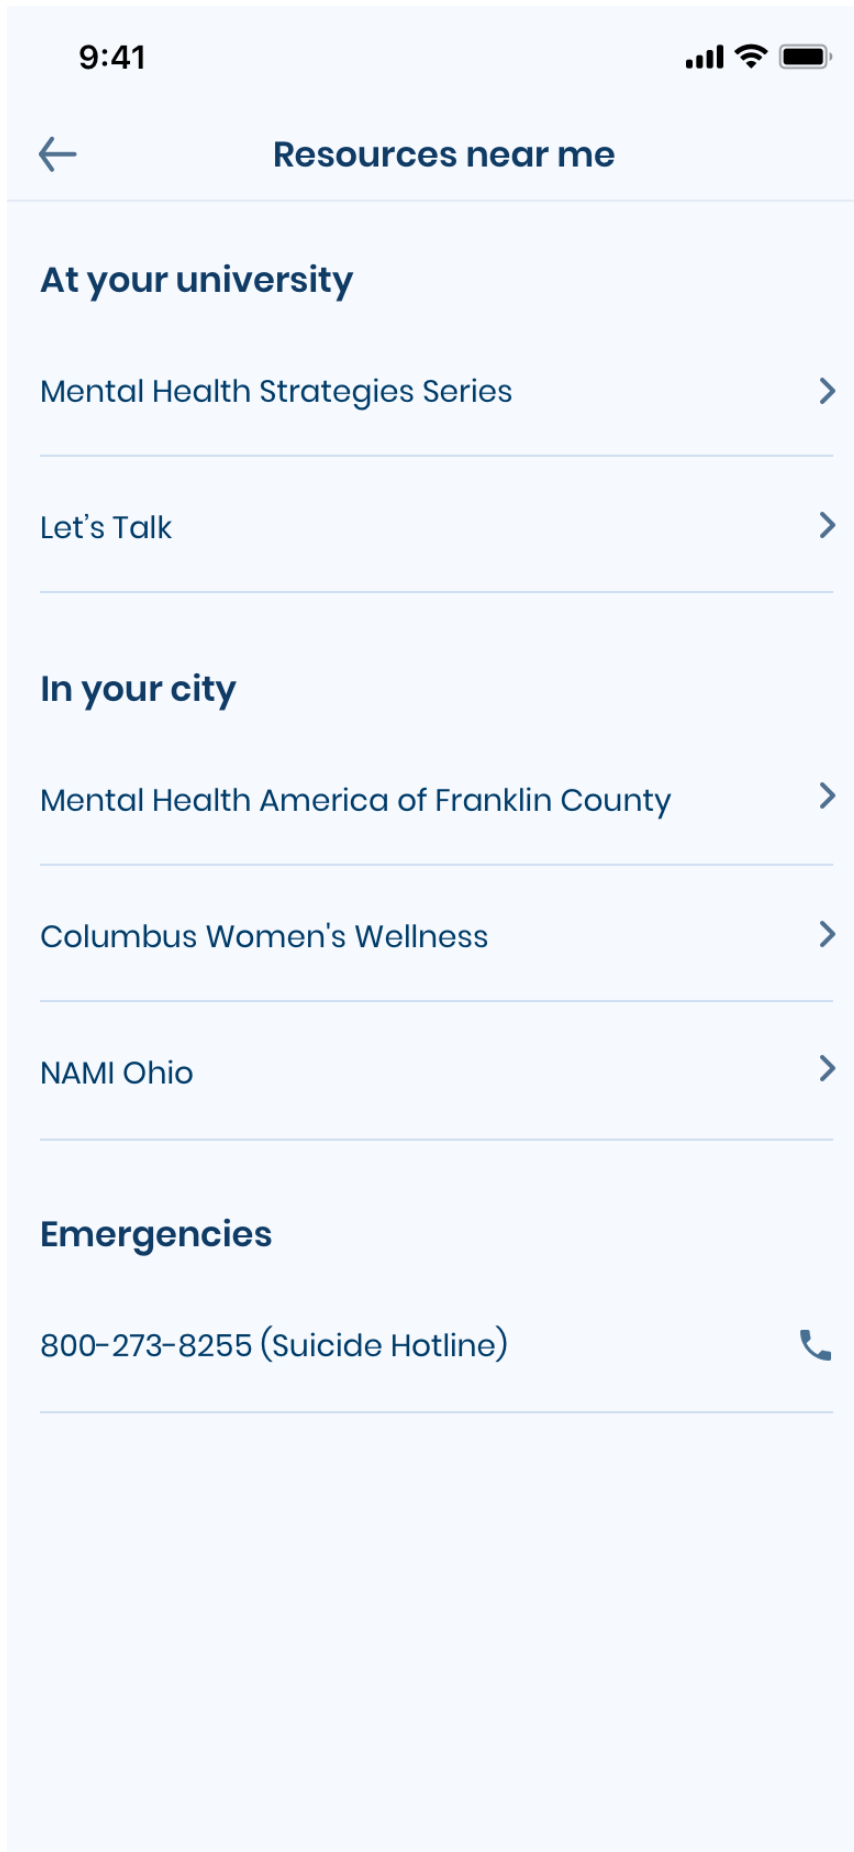 9:41
Resources near me
At your university
Mental Health Strategies Series
Let’s Talk
In your city
Mental Health America of Franklin County
Columbus Women's Wellness
NAMI Ohio
Emergencies
800-273-8255 (Suicide Hotline)